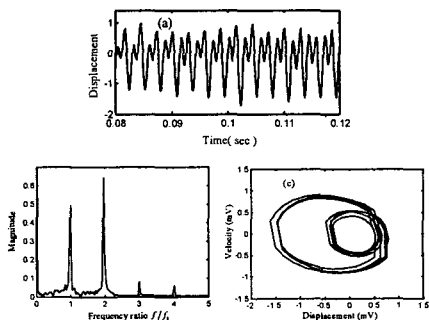 (a)
Displacement
1
0
-1
-2
0.08 0.09 0.1 0.11 0.12
Time( sec )
Magnitude
0.6
0.5
0.4
0.3
0.2
0.1
0
0 1 2 3 4 5
Frequency ratio f/f₀
(c)
Velocity (mV)
1.5
1
0.5
0
-0.5
-1
-1.5
-2 -1.5 -1 -0.5 0 0.5 1 1.5
Displacement (mV)